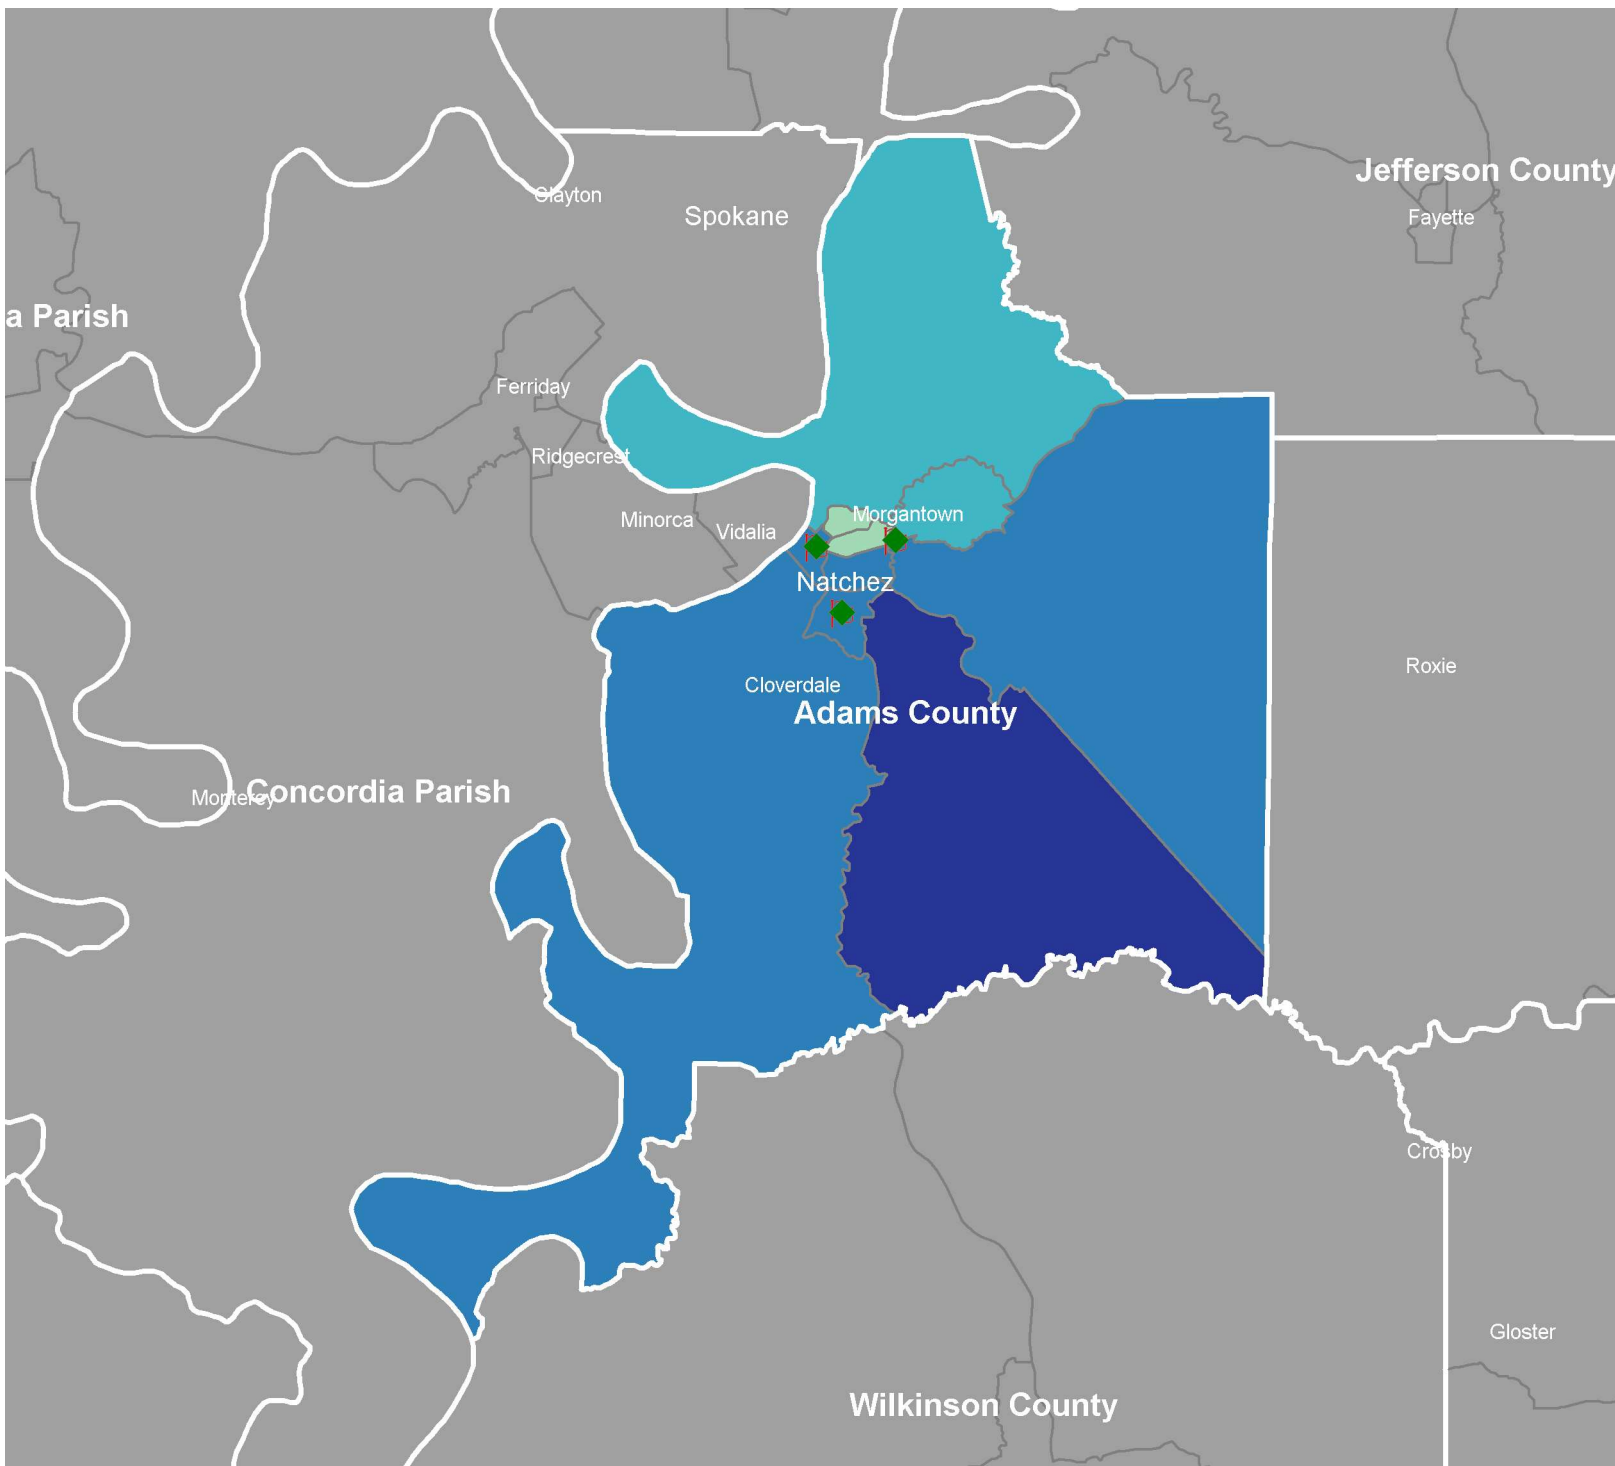 Jefferson County
Clayton
Spokane
Fayette
a Parish
Ferriday
Ridgecrest
Morgantown
Minorca
Vidalia
Natchez
Roxie
Cloverdale
Adams County
Concordia Parish
Monterey
Crosby
Gloster
Wilkinson County